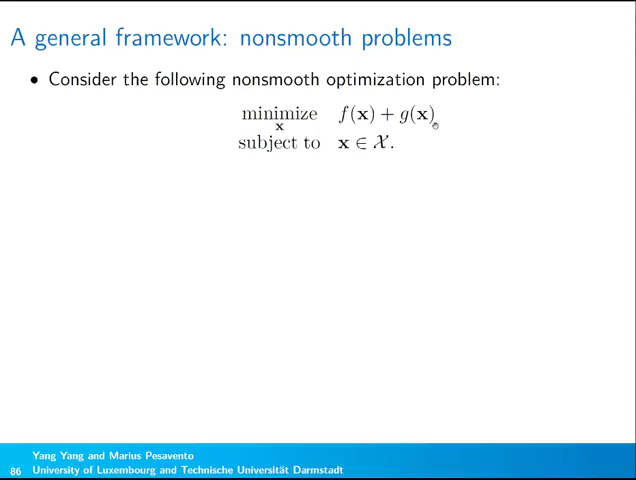 A general framework: nonsmooth problems
• Consider the following nonsmooth optimization problem:
minimize f(x) + g(x)
x
subject to x ∈ 𝒳.
Yang Yang and Marius Pesavento
86 University of Luxembourg and Technische Universität Darmstadt